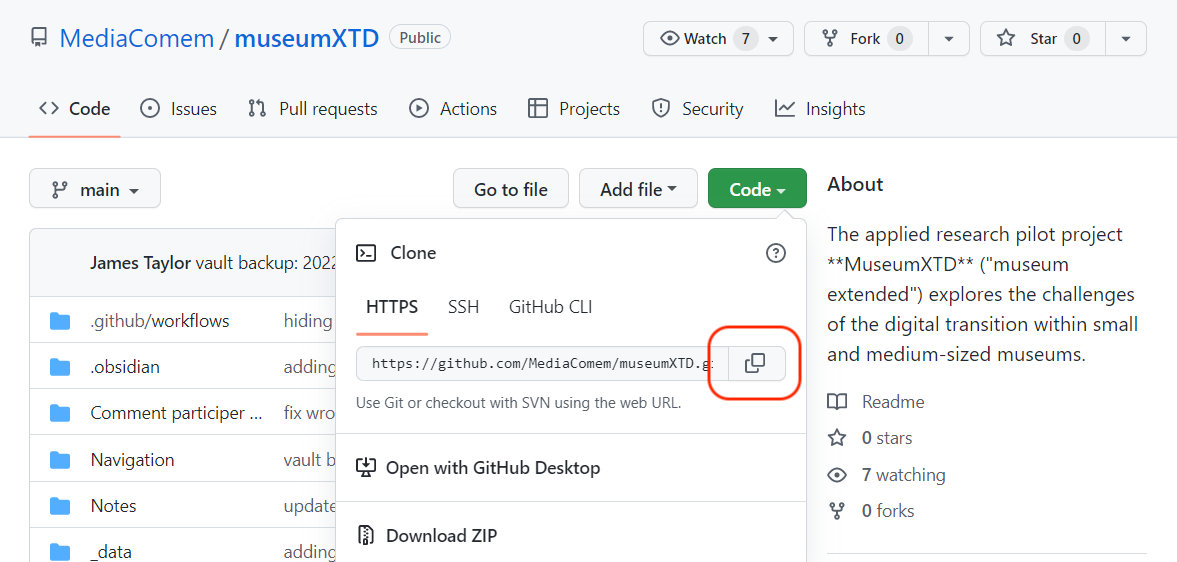 MediaComem / museumXTD Public
Watch 7
Fork 0
Star 0
Code
Issues
Pull requests
Actions
Projects
Security
Insights
main
Go to file
Add file
Code
James Taylor vault backup:
.github/workflows hiding
.obsidian adding
Comment participer ... fix
Navigation vault
Notes
_data adding
Clone
HTTPS
SSH
GitHub CLI
https://github.com/MediaComem/museumXTD.g
Use Git or checkout with SVN using the web URL.
Open with GitHub Desktop
Download ZIP
About
The applied research pilot project
**MuseumXTD** ("museum
extended") explores the challenges
of the digital transition within small
and medium-sized museums.
Readme
0 stars
7 watching
0 forks